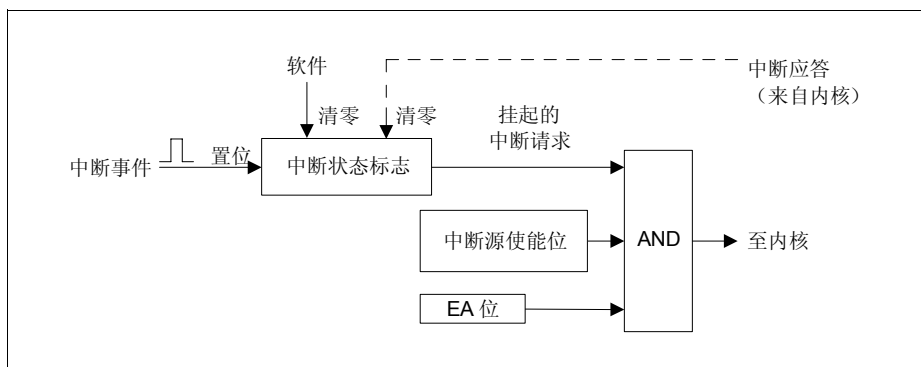 软件
中断应答
（来自内核）
清零
清零
挂起的
中断请求
中断事件
置位
中断状态标志
中断源使能位
AND
至内核
EA 位